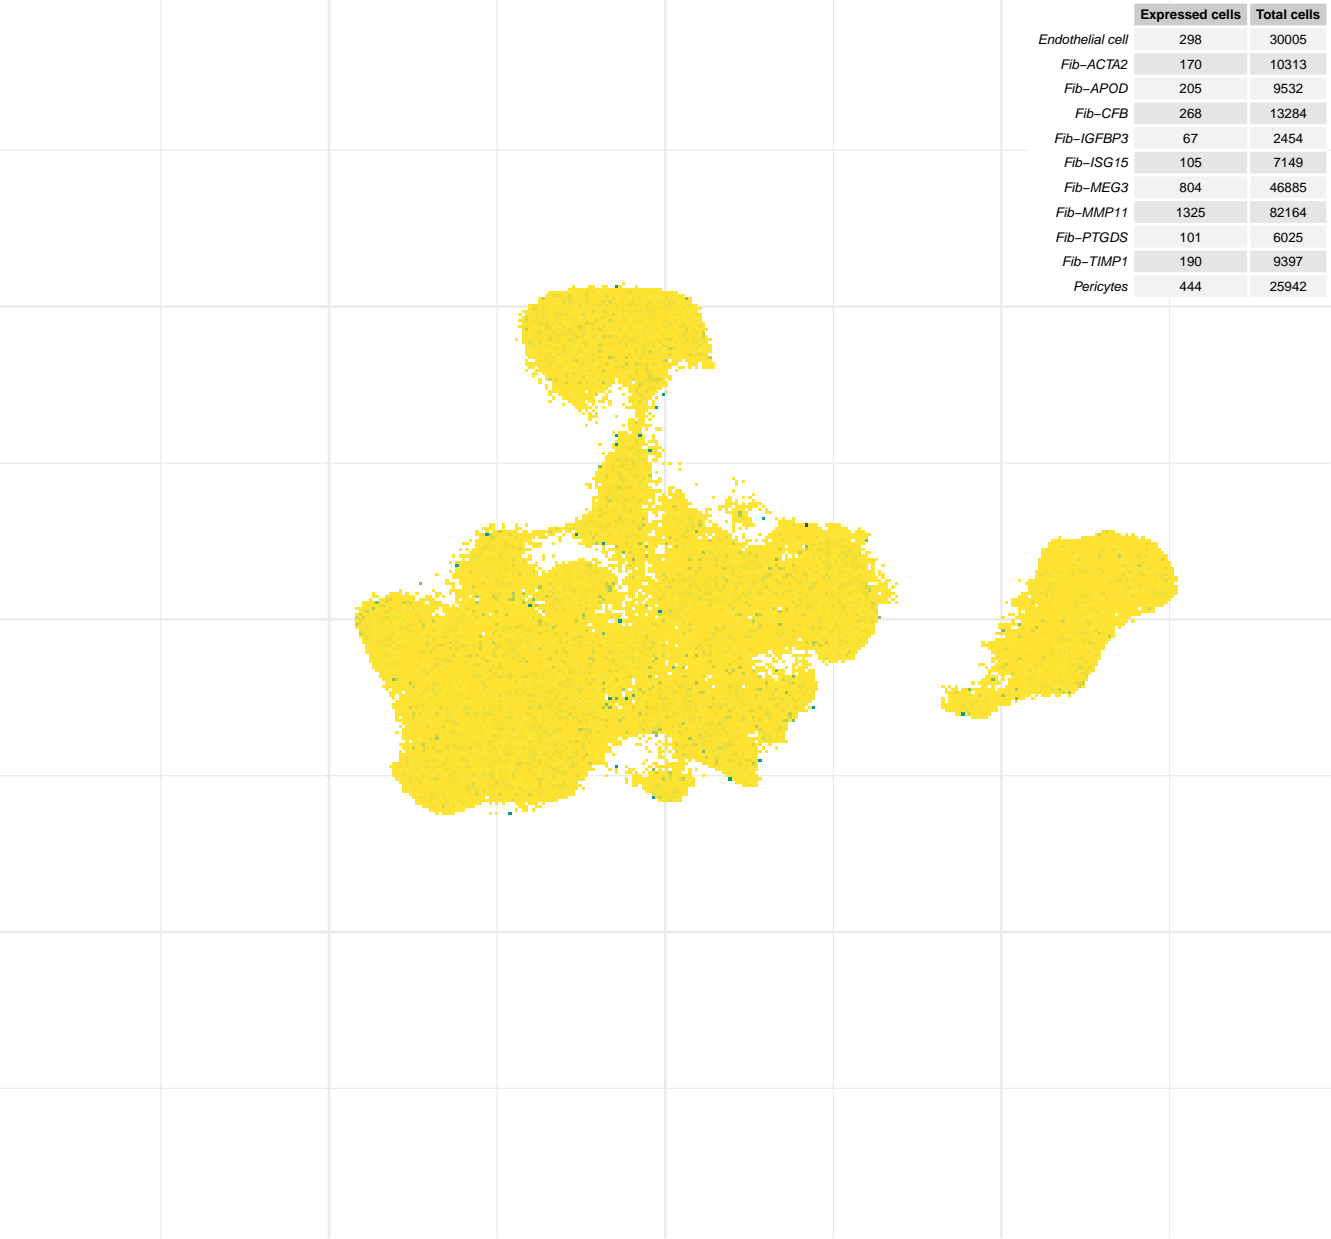 Expressed cells Total cells
Endothelial cell 298 30005
Fib−ACTA2 170 10313
Fib−APOD 205 9532
Fib−CFB 268 13284
Fib−IGFBP3 67 2454
Fib−ISG15 105 7149
Fib−MEG3 804 46885
Fib−MMP11 1325 82164
Fib−PTGDS 101 6025
Fib−TIMP1 190 9397
Pericytes 444 25942